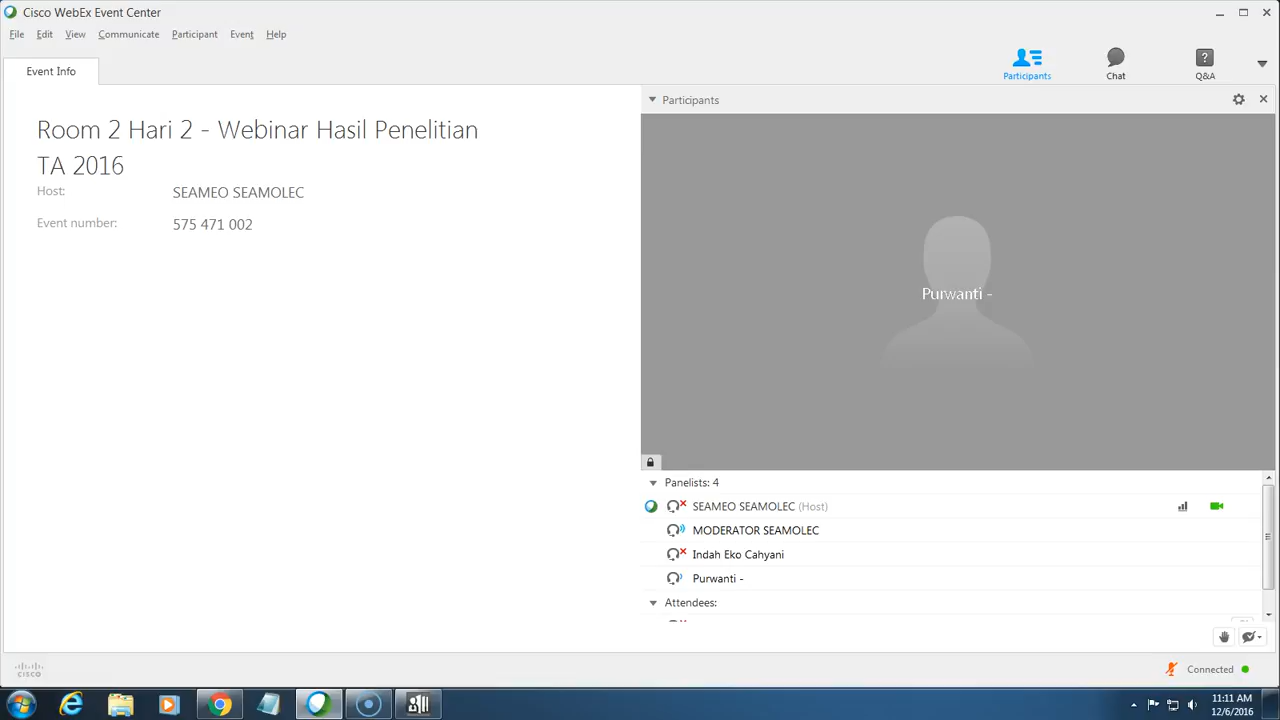 Cisco WebEx Event Center
File Edit View Communicate Participant Event Help
Participants Chat Q&A
Event Info
Participants
Room 2 Hari 2 - Webinar Hasil Penelitian
TA 2016
Host: SEAMEO SEAMOLEC
Event number: 575 471 002
Purwanti -
Panelists: 4
SEAMEO SEAMOLEC (Host)
MODERATOR SEAMOLEC
Indah Eko Cahyani
Purwanti -
Attendees:
cisco
Connected
11:11 AM
12/6/2016